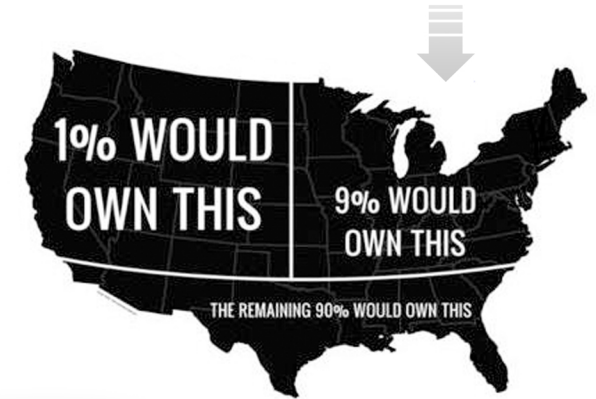 1% WOULD
OWN THIS
9% WOULD
OWN THIS
THE REMAINING 90% WOULD OWN THIS